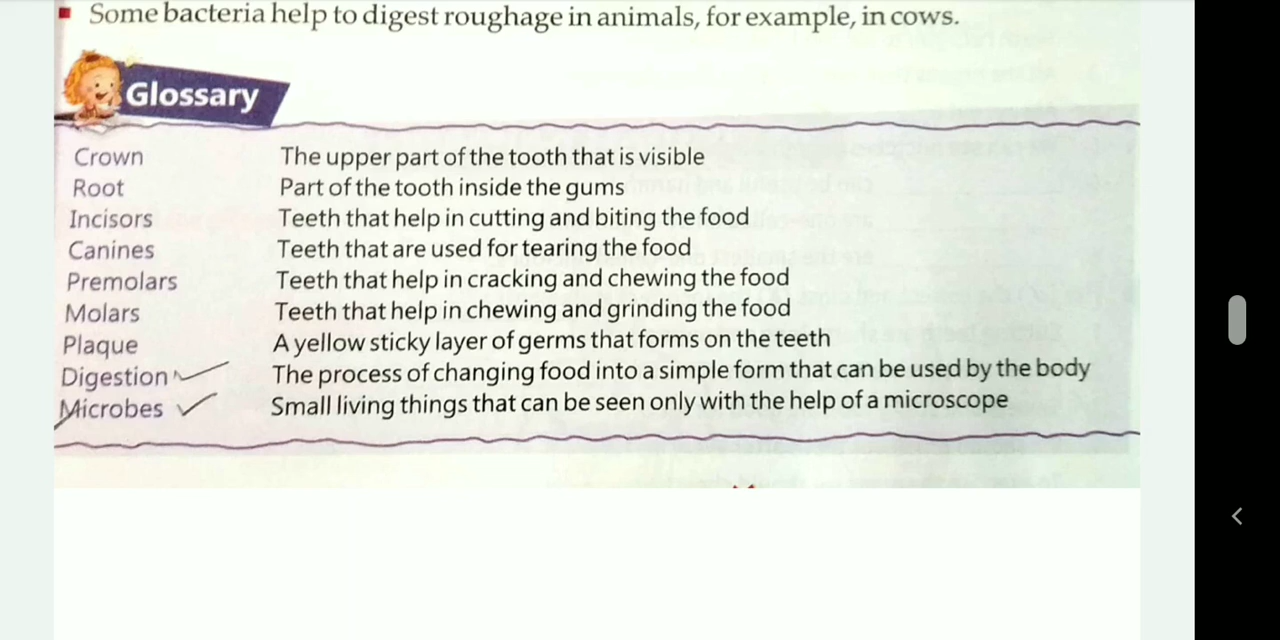 Some bacteria help to digest roughage in animals, for example, in cows.
Glossary
Crown The upper part of the tooth that is visible
Root Part of the tooth inside the gums
Incisors Teeth that help in cutting and biting the food
Canines Teeth that are used for tearing the food
Premolars Teeth that help in cracking and chewing the food
Molars Teeth that help in chewing and grinding the food
Plaque A yellow sticky layer of germs that forms on the teeth
Digestion The process of changing food into a simple form that can be used by the body
Microbes Small living things that can be seen only with the help of a microscope